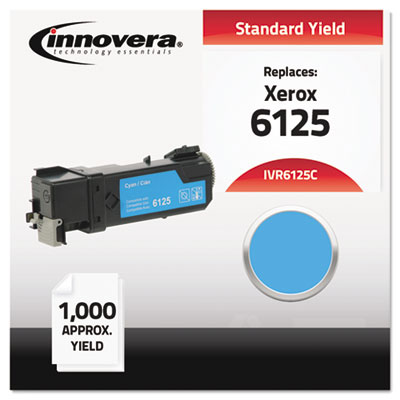 innovera
technology essentials
Standard Yield
Replaces:
Xerox
6125
IVR6125C
Cyan / Cian
6125
1,000
APPROX.
YIELD